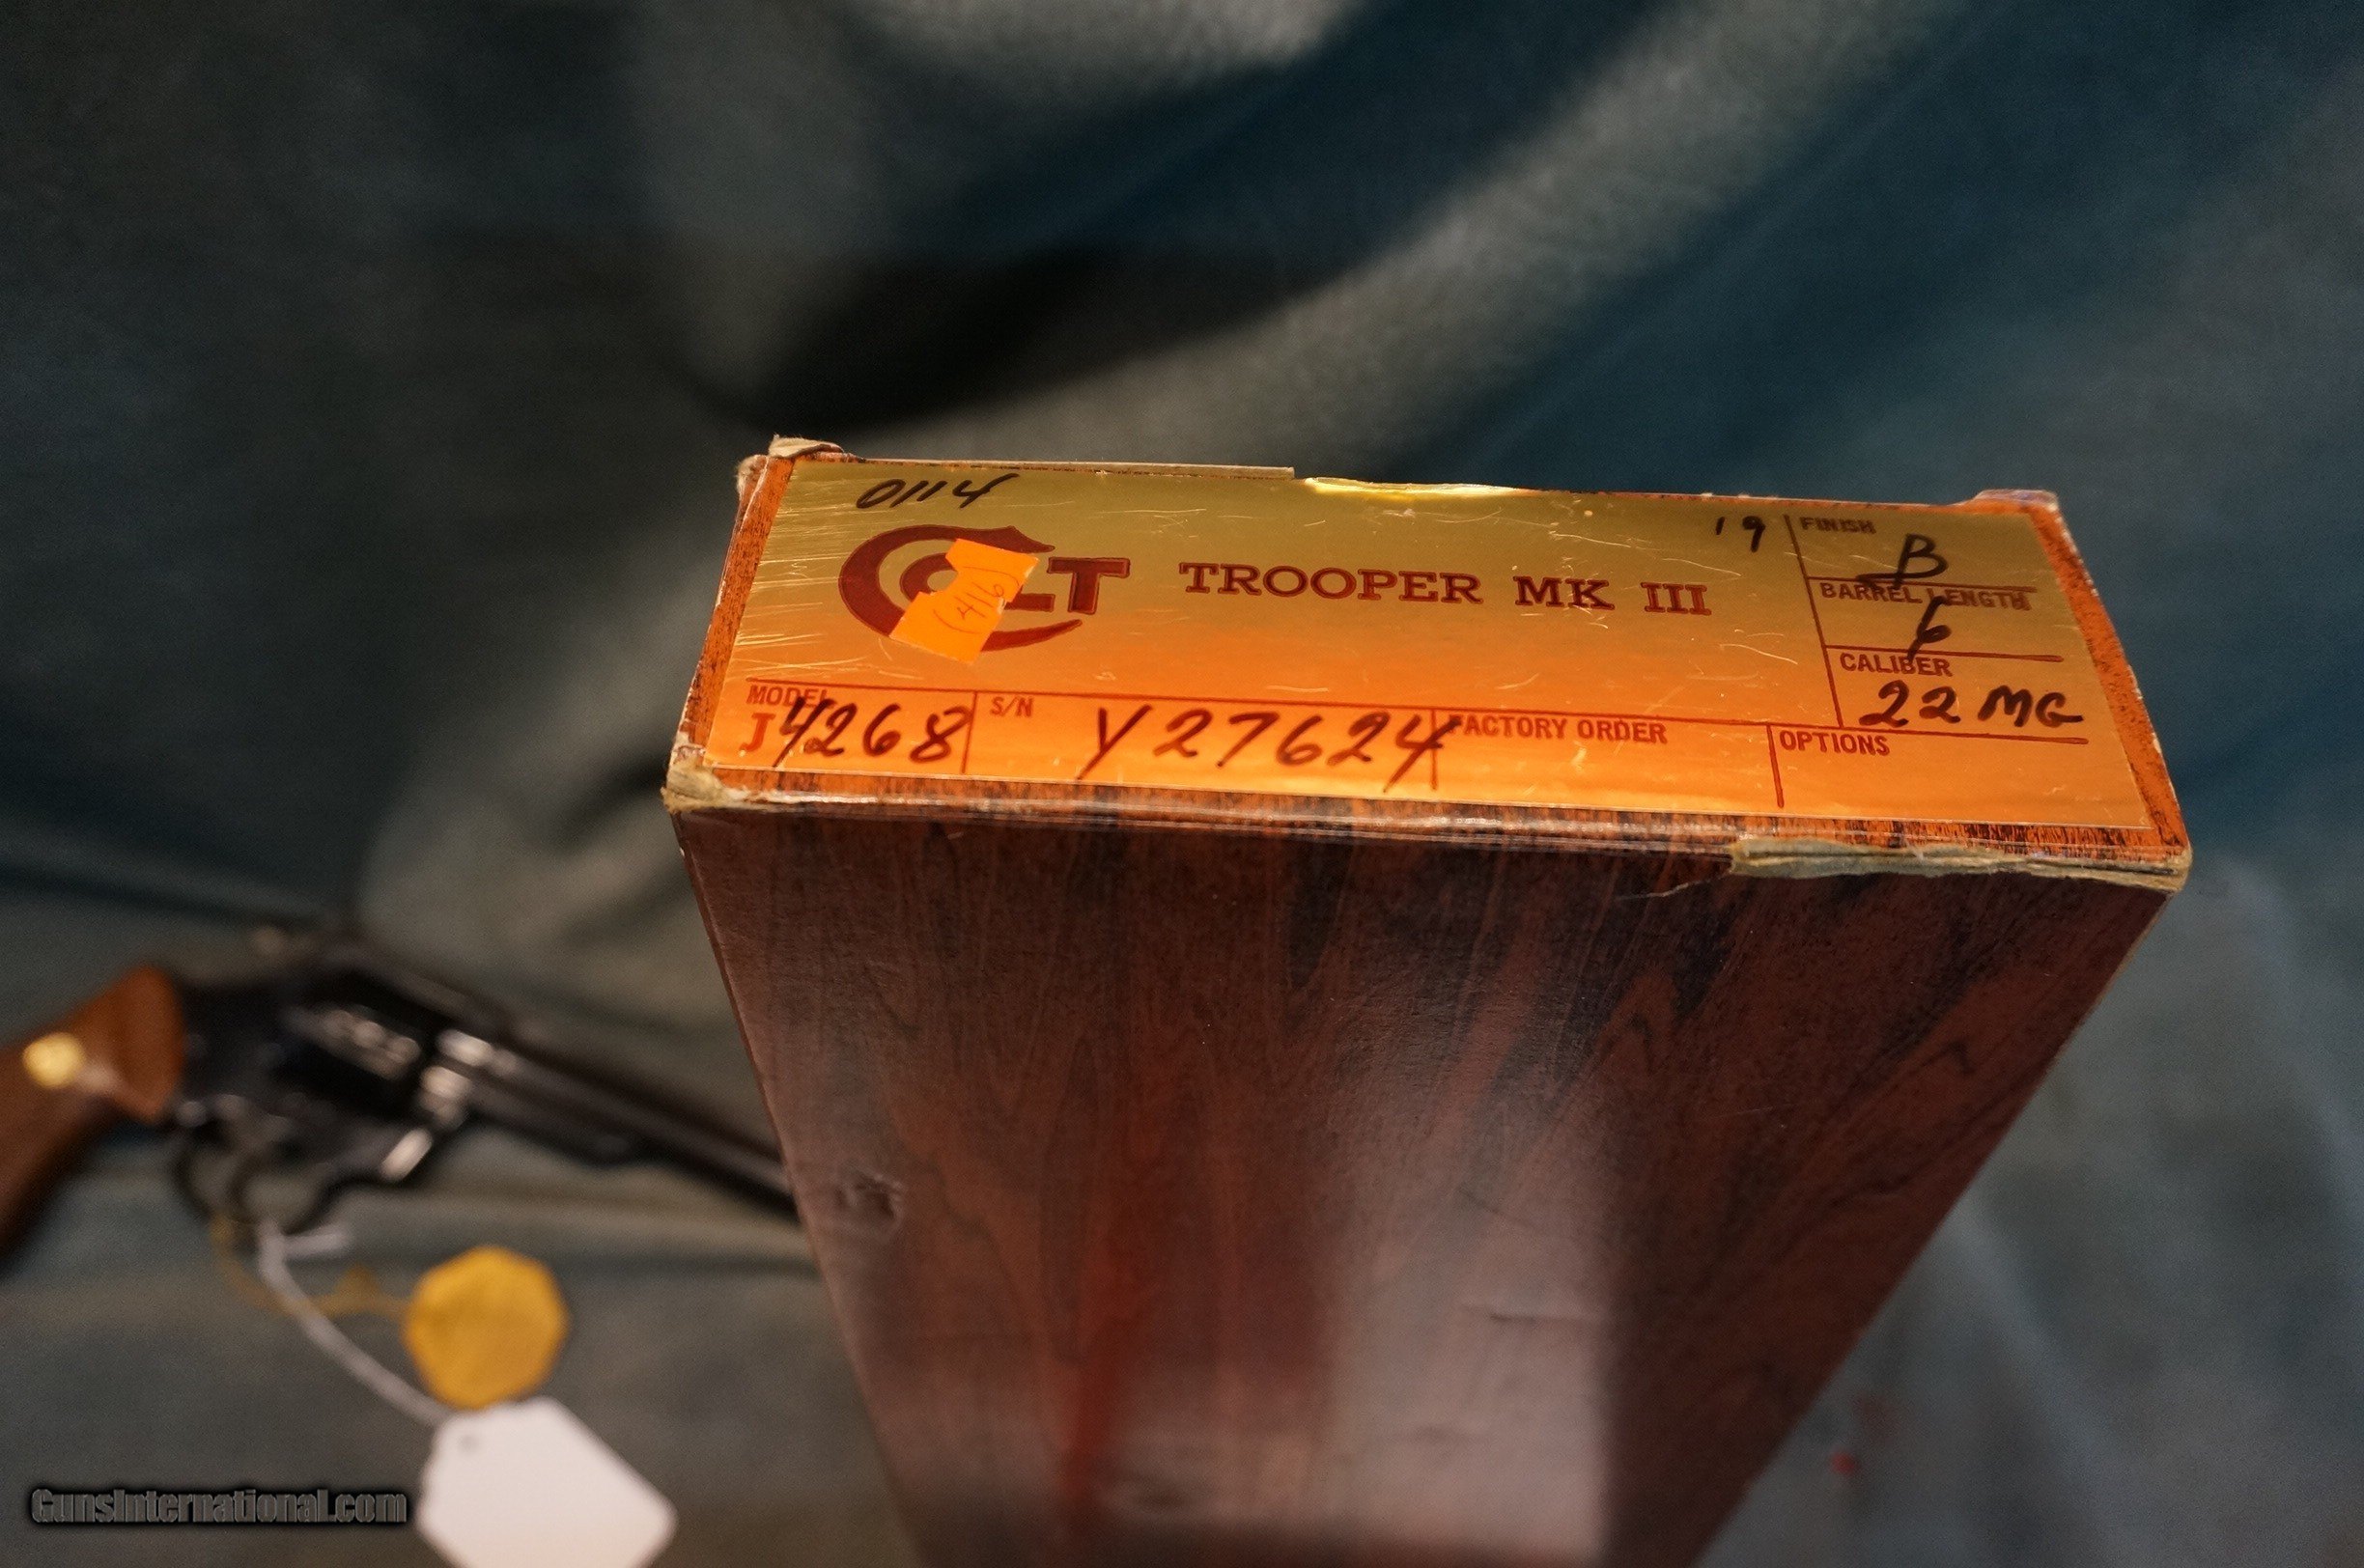 0114
COLT
(416)
TROOPER MK III
'9
FINISH
B
BARREL LENGTH
6
CALIBER
22 MG
MODEL
J4268
S/N
Y27624
FACTORY ORDER
OPTIONS
GunsInternational.com